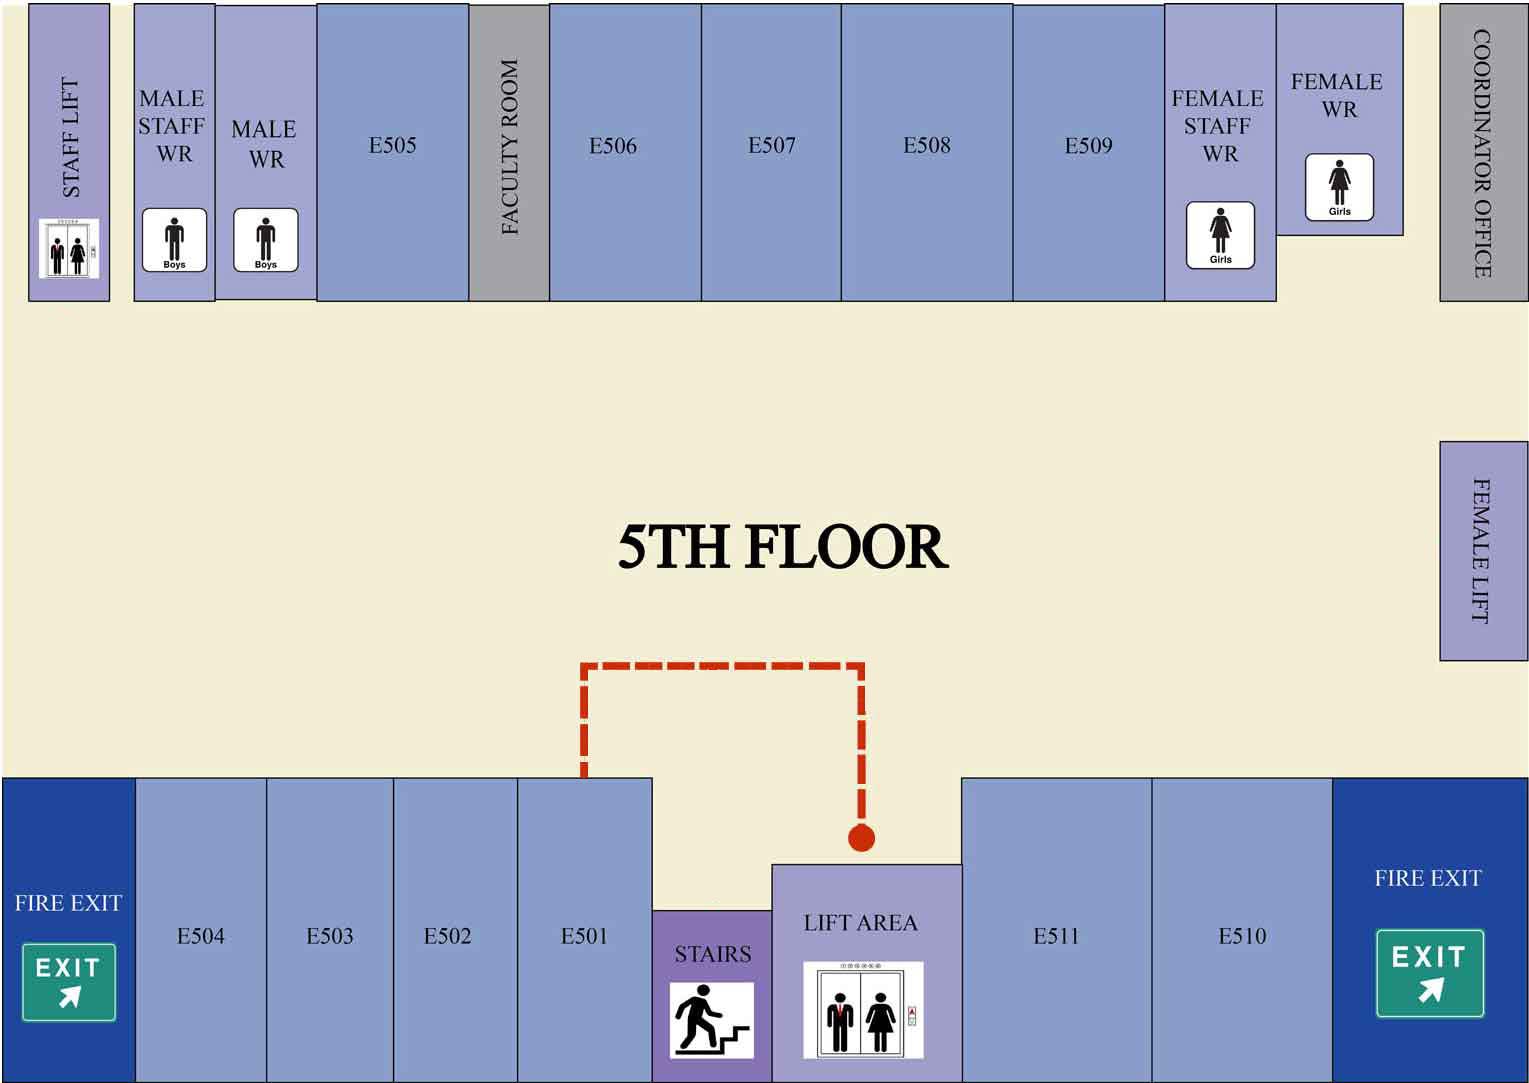 STAFF LIFT
MALE
STAFF
WR
Boys
MALE
WR
Boys
E505
FACULTY ROOM
E506
E507
E508
E509
FEMALE
STAFF
WR
Girls
FEMALE
WR
Girls
COORDINATOR OFFICE
5TH FLOOR
FEMALE LIFT
FIRE EXIT
EXIT
E504
E503
E502
E501
STAIRS
LIFT AREA
E511
E510
FIRE EXIT
EXIT